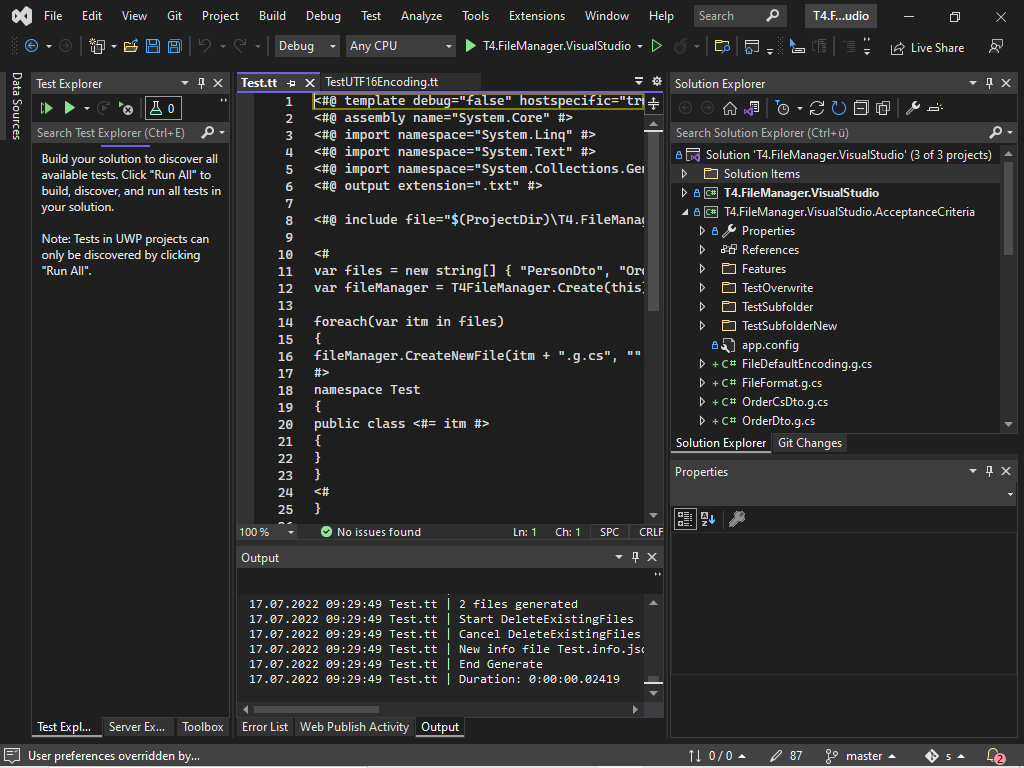 File Edit View Git Project Build Debug Test Analyze Tools Extensions Window Help Search T4.F...udio
Debug Any CPU T4.FileManager.VisualStudio Live Share
Data Sources
Test Explorer
0
Search Test Explorer (Ctrl+E)
Build your solution to discover all
available tests. Click "Run All" to
build, discover, and run all tests in
your solution.
Note: Tests in UWP projects can
only be discovered by clicking
"Run All".
Test Expl... Server Ex... Toolbox
Test.tt TestUTF16Encoding.tt
1 <#@ template debug="false" hostspecific="tr
2 <#@ assembly name="System.Core" #>
3 <#@ import namespace="System.Linq" #>
4 <#@ import namespace="System.Text" #>
5 <#@ import namespace="System.Collections.Gen
6 <#@ output extension=".txt" #>
7
8 <#@ include file="$(ProjectDir)\T4.FileManag
9
10 <#
11 var files = new string[] { "PersonDto", "Ord
12 var fileManager = T4FileManager.Create(this)
13
14 foreach(var itm in files)
15 {
16 fileManager.CreateNewFile(itm + ".g.cs", ""
17 #>
18 namespace Test
19 {
20 public class <#= itm #>
21 {
22 }
23 }
24 <#
25 }
100 % No issues found Ln: 1 Ch: 1 SPC CRLF
Output
17.07.2022 09:29:49 Test.tt | 2 files generated
17.07.2022 09:29:49 Test.tt | Start DeleteExistingFiles
17.07.2022 09:29:49 Test.tt | Cancel DeleteExistingFiles
17.07.2022 09:29:49 Test.tt | New info file Test.info.jso
17.07.2022 09:29:49 Test.tt | End Generate
17.07.2022 09:29:49 Test.tt | Duration: 0:00:00.02419
Error List Web Publish Activity Output
Solution Explorer
Search Solution Explorer (Ctrl+ü)
Solution 'T4.FileManager.VisualStudio' (3 of 3 projects)
Solution Items
C# T4.FileManager.VisualStudio
C# T4.FileManager.VisualStudio.AcceptanceCriteria
Properties
References
Features
TestOverwrite
TestSubfolder
TestSubfolderNew
app.config
+ C# FileDefaultEncoding.g.cs
+ C# FileFormat.g.cs
+ C# OrderCsDto.g.cs
+ C# OrderDto.g.cs
Solution Explorer Git Changes
Properties
User preferences overridden by... 0 / 0 87 master s 2